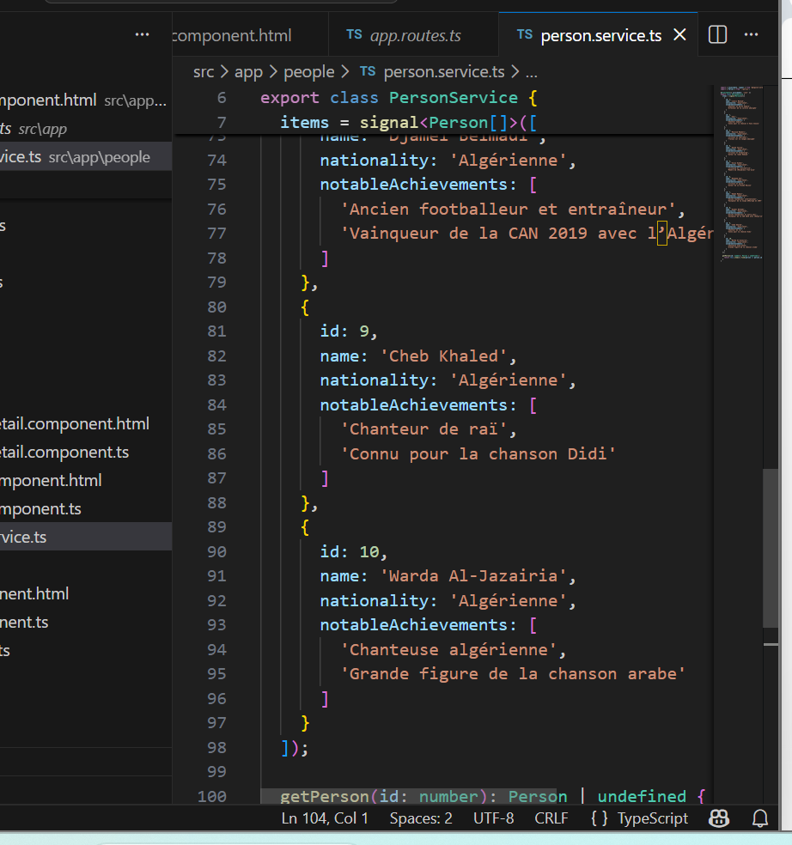 component.html
TS app.routes.ts
TS person.service.ts
src > app > people > TS person.service.ts > ...
mponent.html src\app...
ts src\app
vice.ts src\app\people
s
s
etail.component.html
etail.component.ts
mponent.html
mponent.ts
rvice.ts
nent.html
nent.ts
ts
6 export class PersonService {
7 items = signal<Person[]>([
73 name: 'Djamel Belmadi',
74 nationality: 'Algérienne',
75 notableAchievements: [
76 'Ancien footballeur et entraîneur',
77 'Vainqueur de la CAN 2019 avec l’Algér
78 ]
79 },
80 {
81 id: 9,
82 name: 'Cheb Khaled',
83 nationality: 'Algérienne',
84 notableAchievements: [
85 'Chanteur de raï',
86 'Connu pour la chanson Didi'
87 ]
88 },
89 {
90 id: 10,
91 name: 'Warda Al-Jazairia',
92 nationality: 'Algérienne',
93 notableAchievements: [
94 'Chanteuse algérienne',
95 'Grande figure de la chanson arabe'
96 ]
97 }
98 ]);
99
100 getPerson(id: number): Person | undefined {
Ln 104, Col 1 Spaces: 2 UTF-8 CRLF { } TypeScript